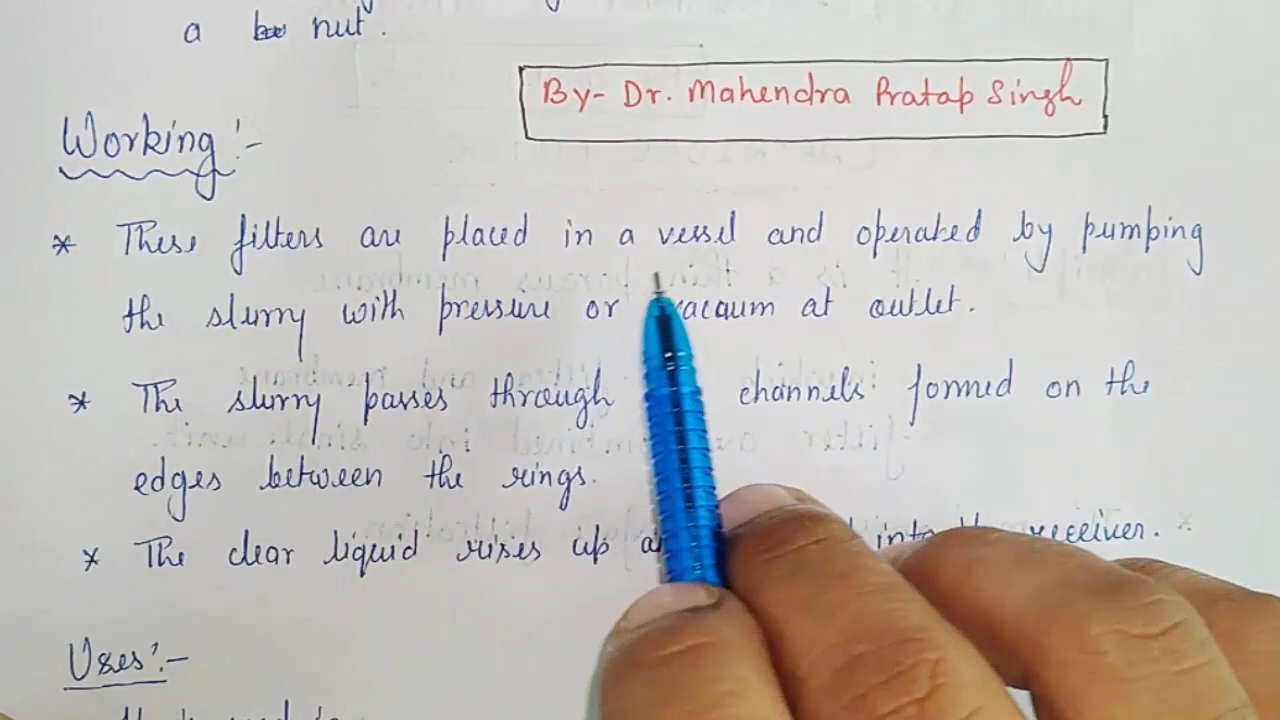 a nut.
By- Dr. Mahendra Pratap Singh
Working :-
* These filters are placed in a vessel and operated by pumping
the slurry with pressure or vacaum at outlet.
* The slurry passes through channels formed on the
edges between the rings.
* The clear liquid rises up into receiver.
Uses :-